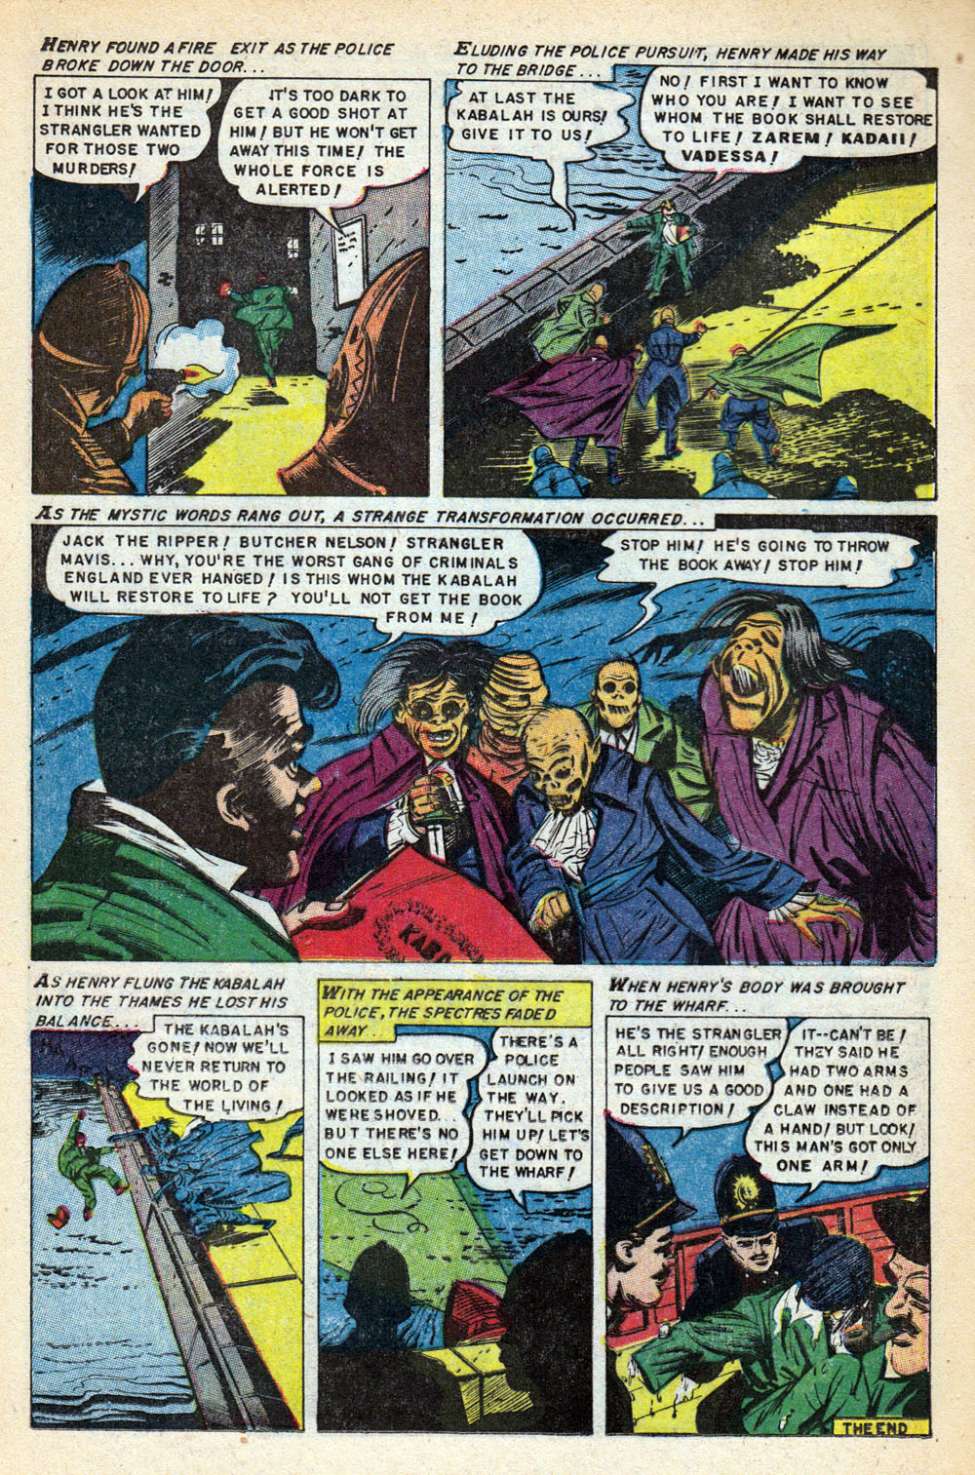 HENRY FOUND A FIRE EXIT AS THE POLICE
BROKE DOWN THE DOOR...
I GOT A LOOK AT HIM!
I THINK HE'S THE
STRANGLER WANTED
FOR THOSE TWO
MURDERS!
IT'S TOO DARK TO
GET A GOOD SHOT AT
HIM! BUT HE WON'T GET
AWAY THIS TIME! THE
WHOLE FORCE IS
ALERTED!
ELUDING THE POLICE PURSUIT, HENRY MADE HIS WAY
TO THE BRIDGE...
AT LAST THE
KABALAH IS OURS!
GIVE IT TO US!
NO! FIRST I WANT TO KNOW
WHO YOU ARE! I WANT TO SEE
WHOM THE BOOK SHALL RESTORE
TO LIFE! ZAREM! KADAII!
VADESSA!
AS THE MYSTIC WORDS RANG OUT, A STRANGE TRANSFORMATION OCCURRED...
JACK THE RIPPER! BUTCHER NELSON! STRANGLER
MAVIS... WHY, YOU'RE THE WORST GANG OF CRIMINALS
ENGLAND EVER HANGED! IS THIS WHOM THE KABALAH
WILL RESTORE TO LIFE? YOU'LL NOT GET THE BOOK
FROM ME!
STOP HIM! HE'S GOING TO THROW
THE BOOK AWAY! STOP HIM!
KABA
AS HENRY FLUNG THE KABALAH
INTO THE THAMES HE LOST HIS
BALANCE....
THE KABALAH'S
GONE! NOW WE'LL
NEVER RETURN TO
THE WORLD OF
THE LIVING!
WITH THE APPEARANCE OF THE
POLICE, THE SPECTRES FADED
AWAY...
I SAW HIM GO OVER
THE RAILING! IT
LOOKED AS IF HE
WERE SHOVED...
BUT THERE'S NO
ONE ELSE HERE!
THERE'S A
POLICE
LAUNCH ON
THE WAY.
THEY'LL PICK
HIM UP! LET'S
GET DOWN TO
THE WHARF!
WHEN HENRY'S BODY WAS BROUGHT
TO THE WHARF...
HE'S THE STRANGLER
ALL RIGHT! ENOUGH
PEOPLE SAW HIM
TO GIVE US A GOOD
DESCRIPTION!
IT--CAN'T BE!
THEY SAID HE
HAD TWO ARMS
AND ONE HAD A
CLAW INSTEAD OF
A HAND! BUT LOOK!
THIS MAN'S GOT ONLY
ONE ARM!
THE END